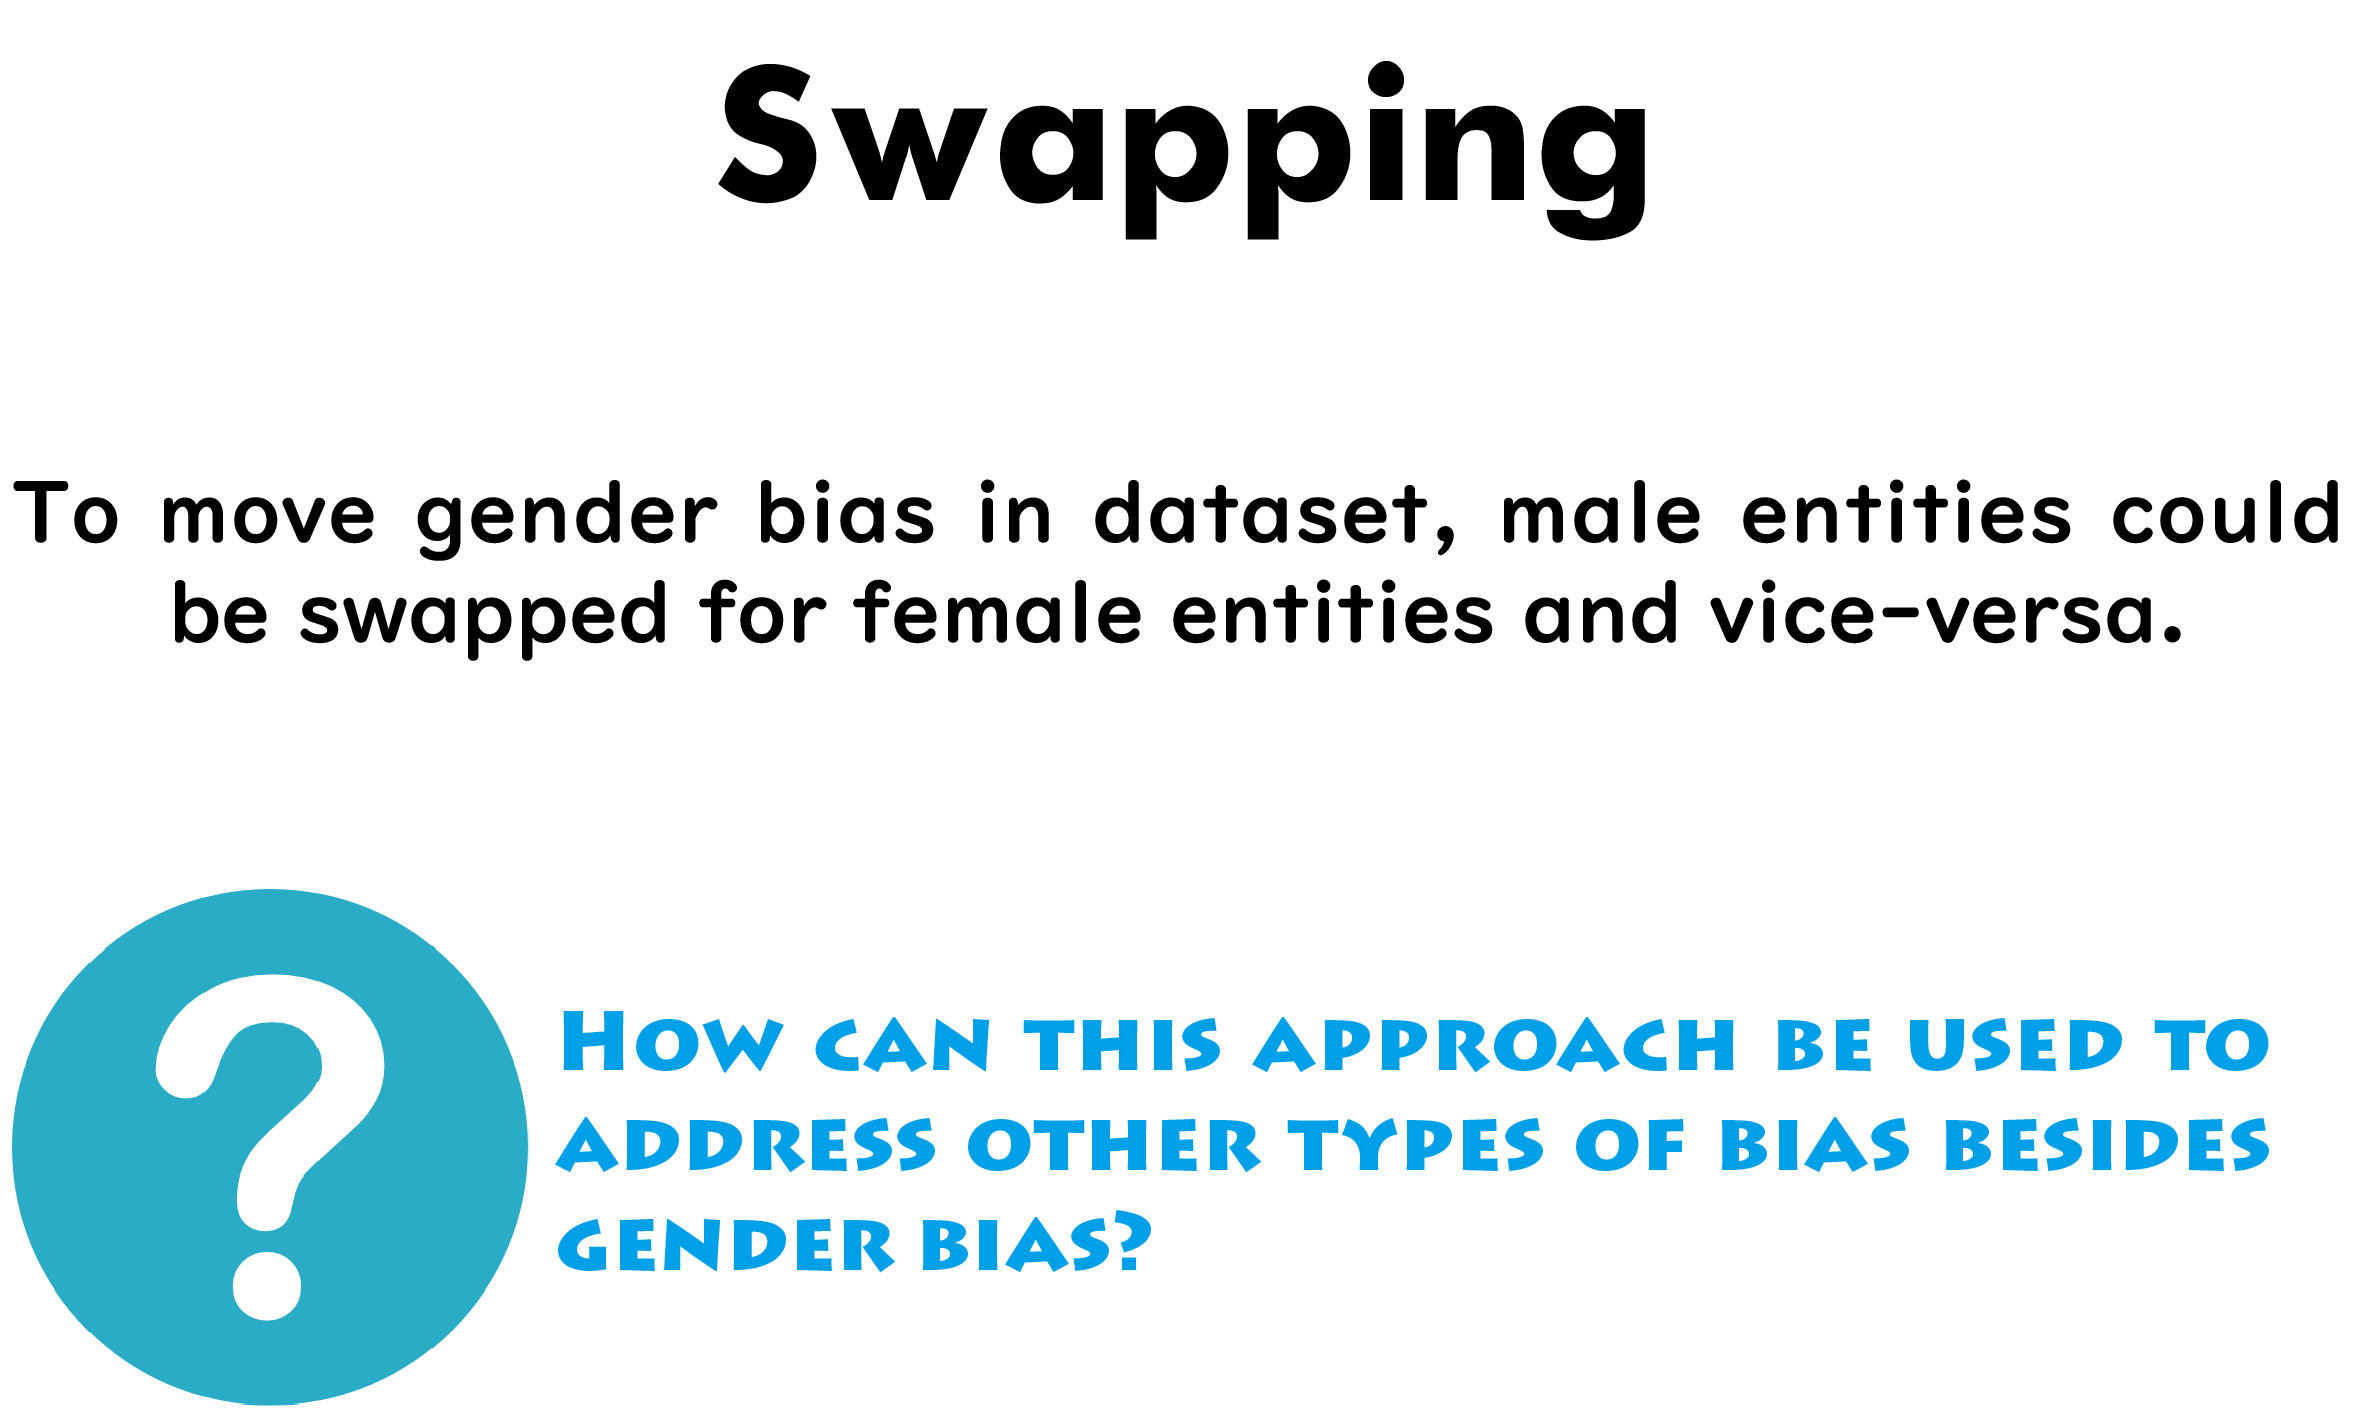 Swapping
To move gender bias in dataset, male entities could
be swapped for female entities and vice-versa.
How can this approach be used to
address other types of bias besides
gender bias?